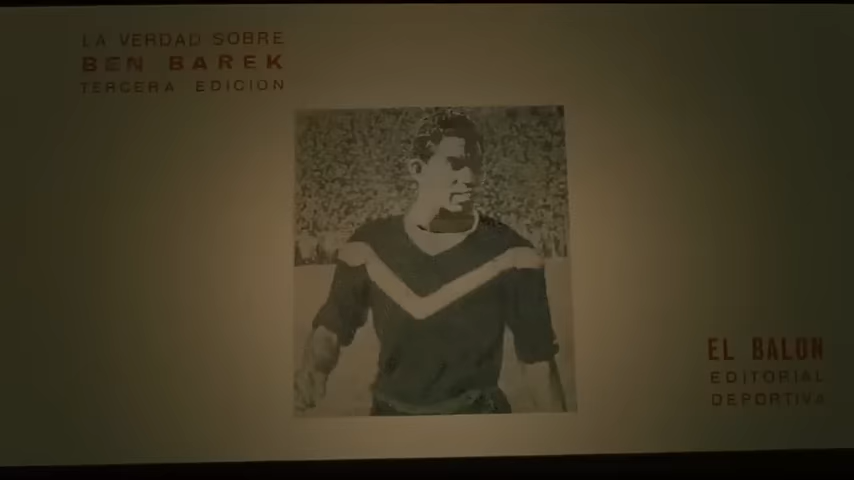 LA VERDAD SOBRE
BEN BAREK
TERCERA EDICION
EL BALON
EDITORIAL
DEPORTIVA